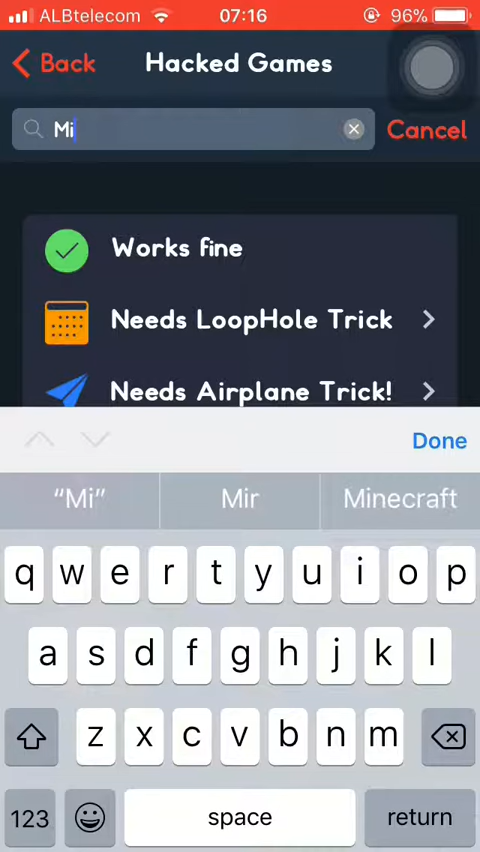 ALBtelecom 07:16 96%
Back Hacked Games
Mi Cancel
Works fine
Needs LoopHole Trick
Needs Airplane Trick!
Done
“Mi” Mir Minecraft
q w e r t y u i o p
a s d f g h j k l
z x c v b n m
123 space return